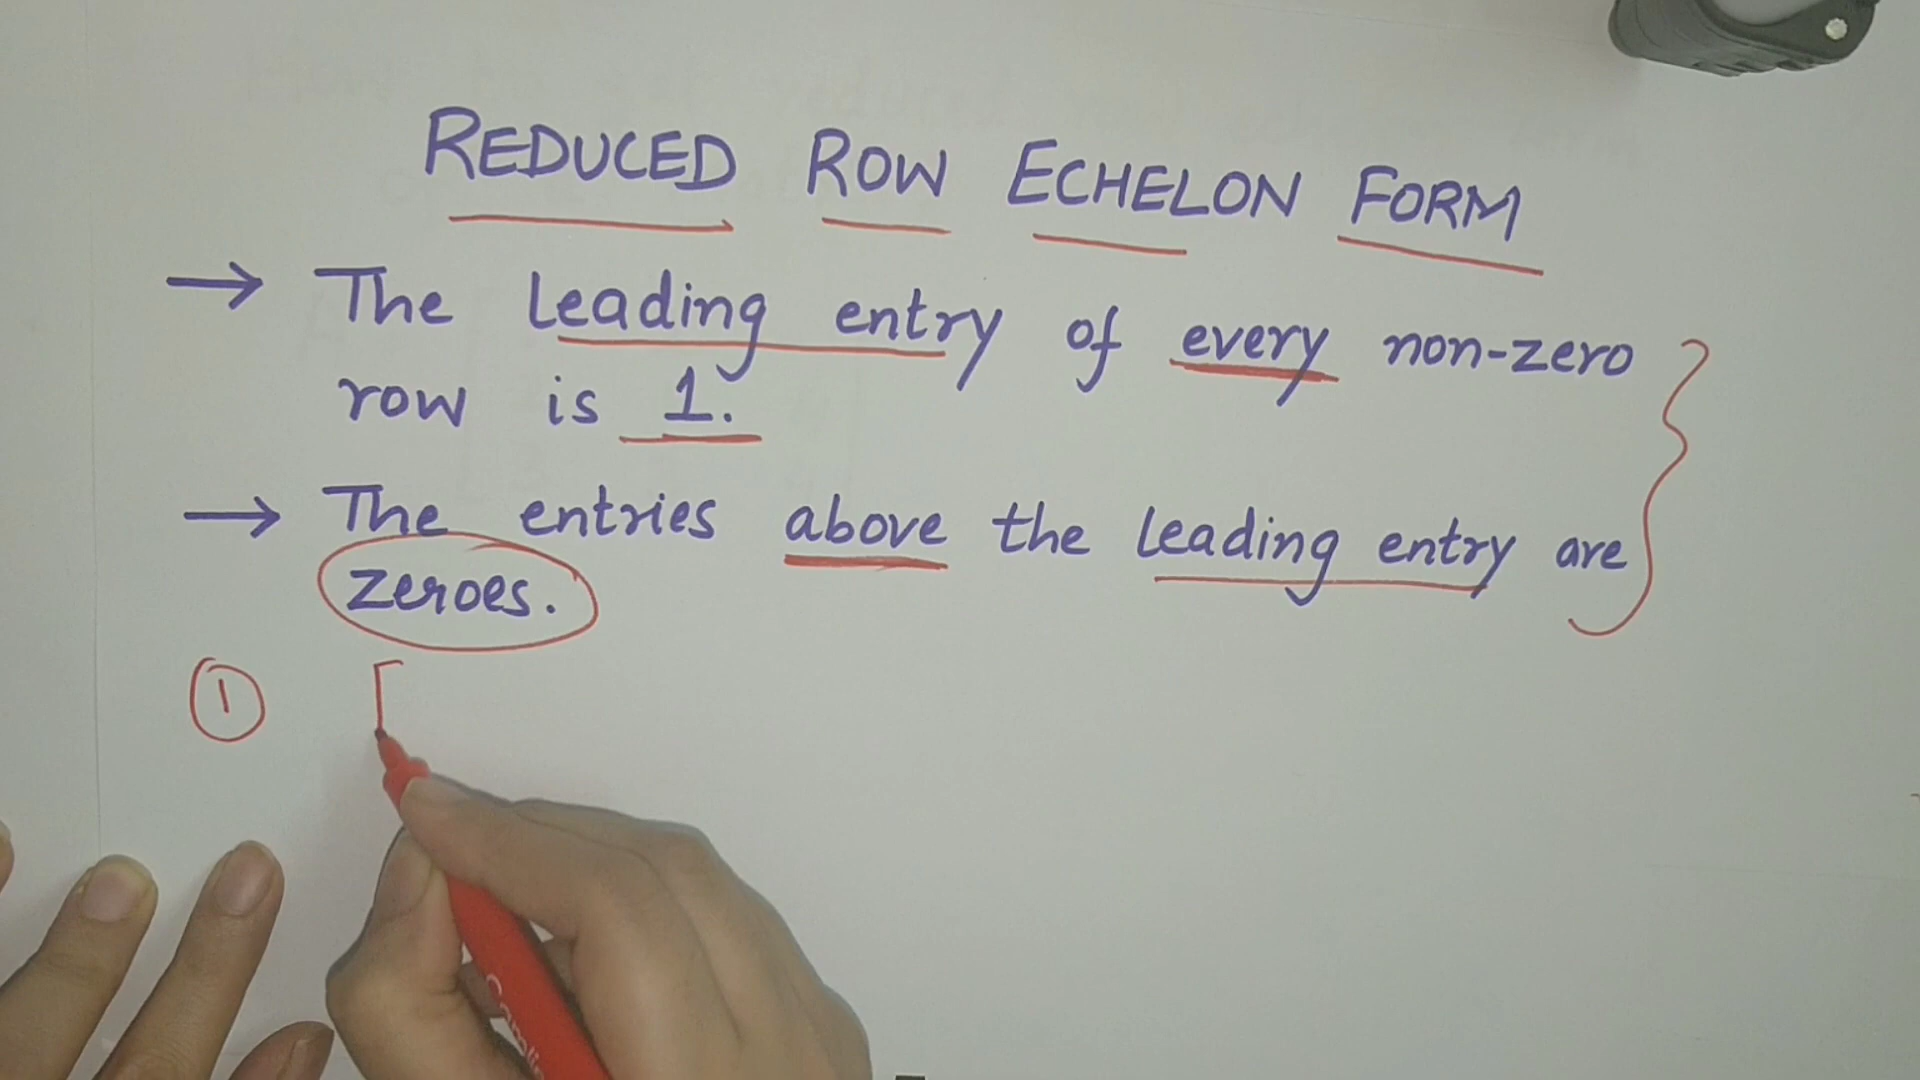 REDUCED ROW ECHELON FORM
→ The leading entry of every non-zero
row is 1.
→ The entries above the leading entry are
zeroes.
1 [